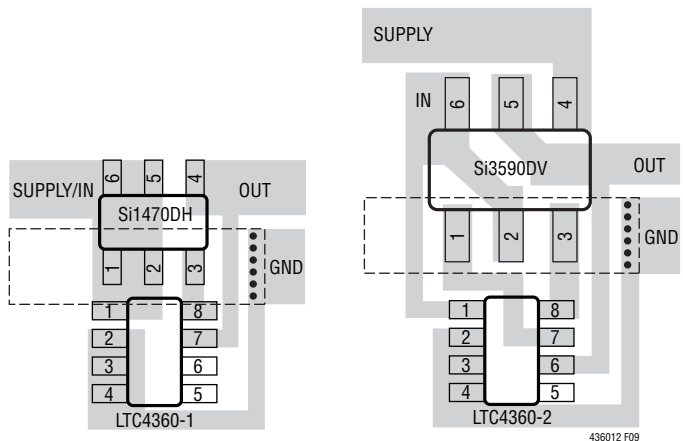 SUPPLY
IN
6 5 4
Si3590DV
OUT
1 2 3
GND
1 8
2 7
3 6
4 5
LTC4360-2
6 5 4
SUPPLY/IN
OUT
Si1470DH
1 2 3
GND
1 8
2 7
3 6
4 5
LTC4360-1
436012 F09